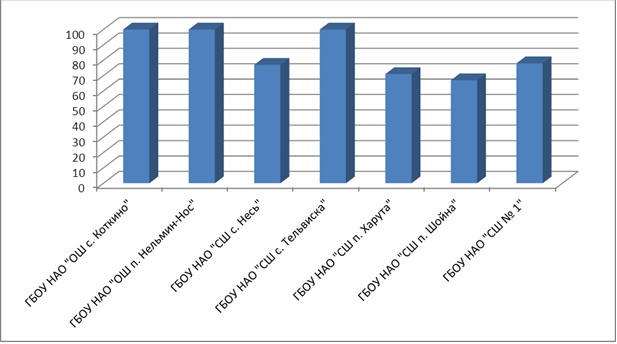 100
90
80
70
60
50
40
30
20
10
0
ГБОУ НАО "ОШ с. Коткино"
ГБОУ НАО "ОШ п. Нельмин-Нос"
ГБОУ НАО "СШ с. Несь"
ГБОУ НАО "СШ с. Тельвиска"
ГБОУ НАО "СШ п. Харута"
ГБОУ НАО "СШ п. Шойна"
ГБОУ НАО "СШ № 1"